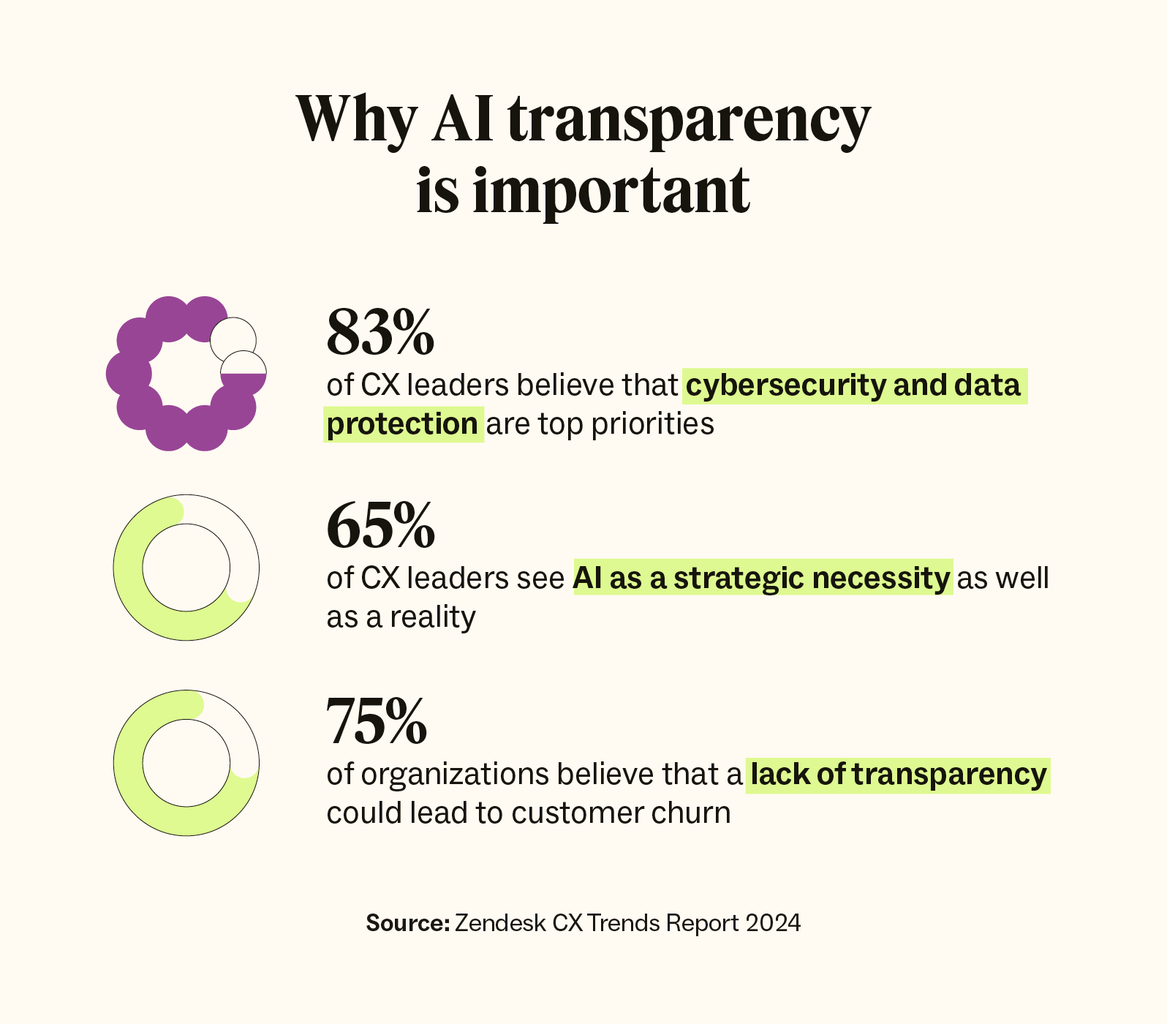 Why AI transparency
is important
83%
of CX leaders believe that cybersecurity and data
protection are top priorities
65%
of CX leaders see AI as a strategic necessity as well
as a reality
75%
of organizations believe that a lack of transparency
could lead to customer churn
Source: Zendesk CX Trends Report 2024